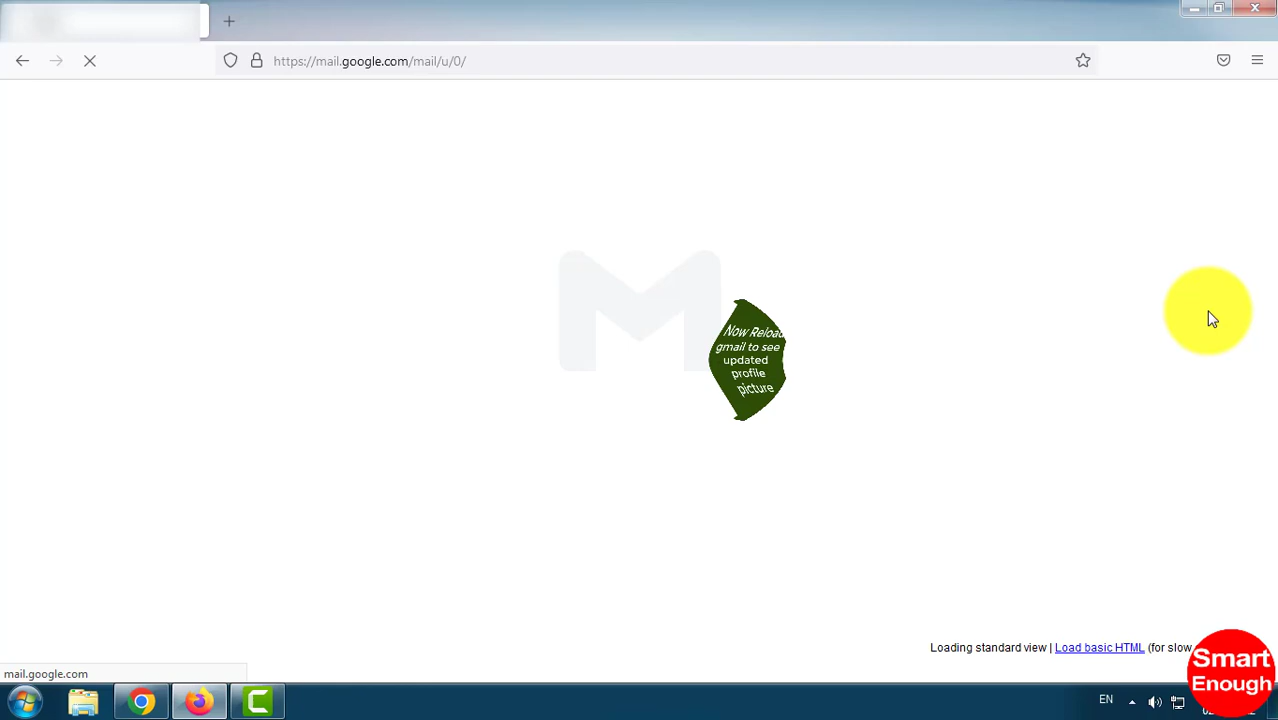 https://mail.google.com/mail/u/0/
Now Reload
gmail to see
updated
profile
picture
Loading standard view | Load basic HTML (for slow
mail.google.com
EN
Smart
Enough